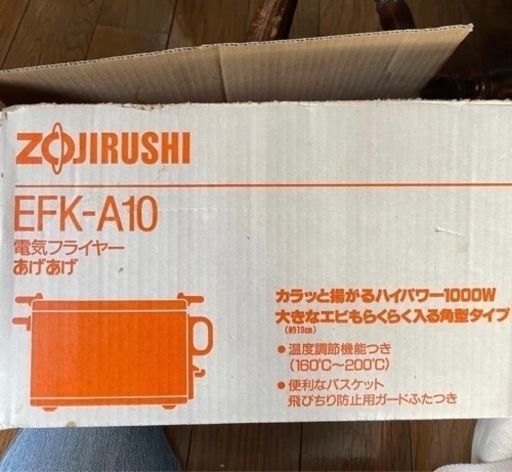 ZOJIRUSHI
EFK-A10
電気フライヤー
あげあげ
カラッと揚がるハイパワー1000W
大きなエビもらくらく入る角型タイプ
(約19cm)
●温度調節機能つき
(160℃〜200℃)
●便利なバスケット
飛びちり防止用ガードふたつき